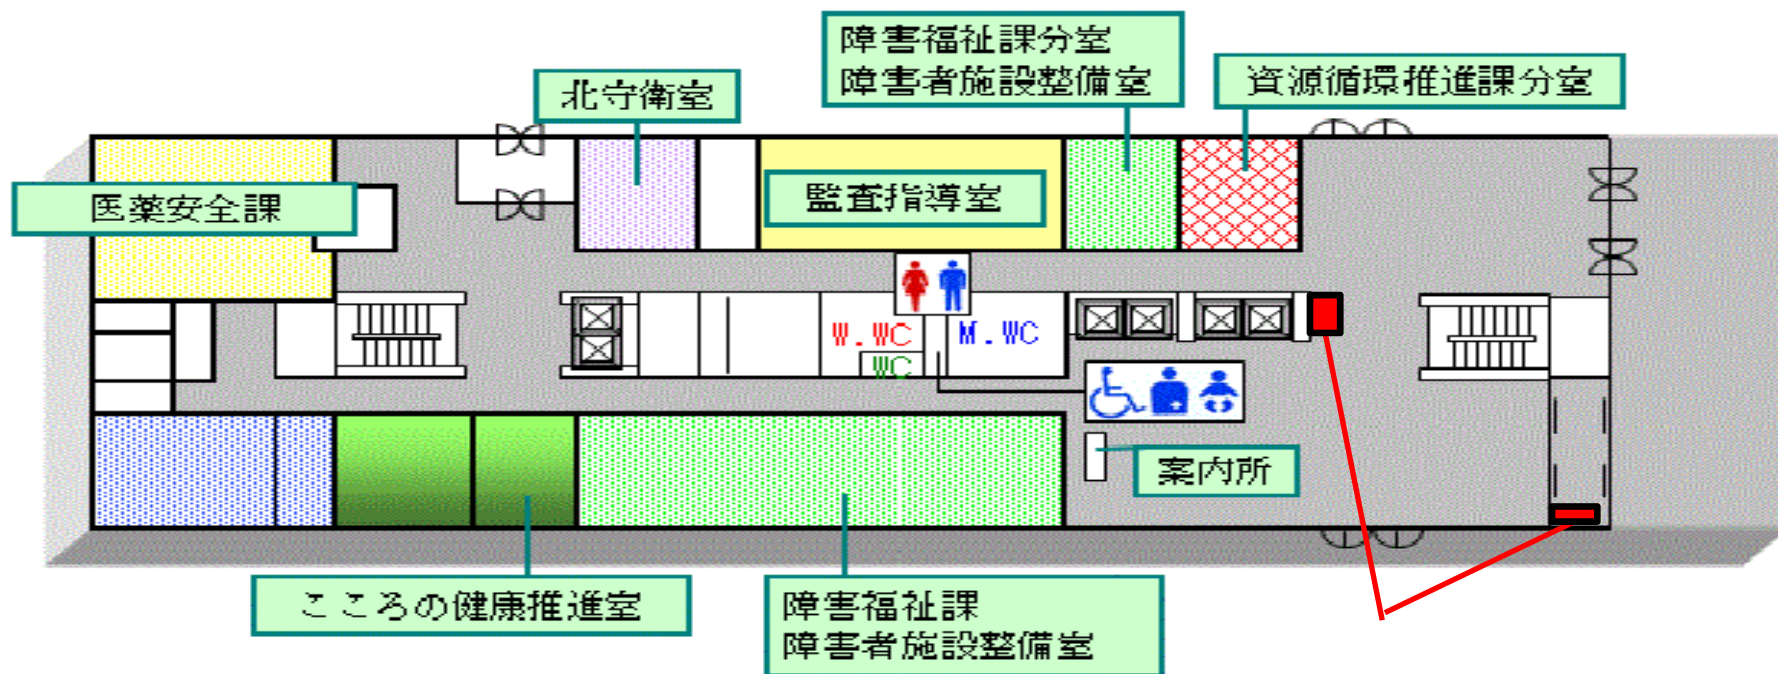 障害福祉課分室
障害者施設整備室
資源循環推進課分室
北守衛室
医薬安全課
監査指導室
W.WC
M.WC
WC
案内所
こころの健康推進室
障害福祉課
障害者施設整備室